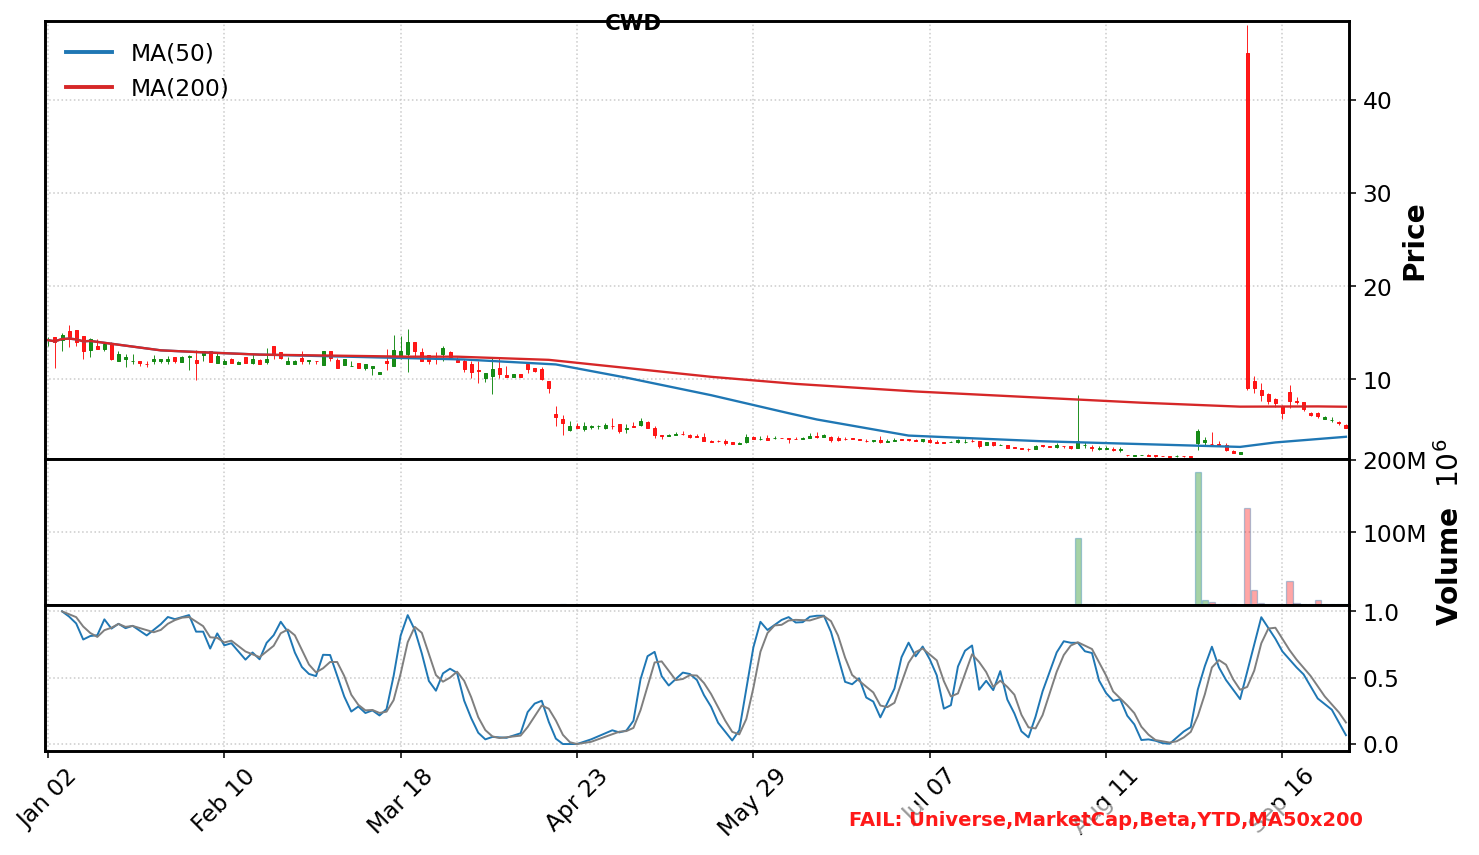 CWD
MA(50)
MA(200)
40
30
20
10
Price
200M
100M
Volume 10^6
1.0
0.5
0.0
Jan 02
Feb 10
Mar 18
Apr 23
May 29
Jul 07
Aug 11
Sep 16
FAIL: Universe,MarketCap,Beta,YTD,MA50x200